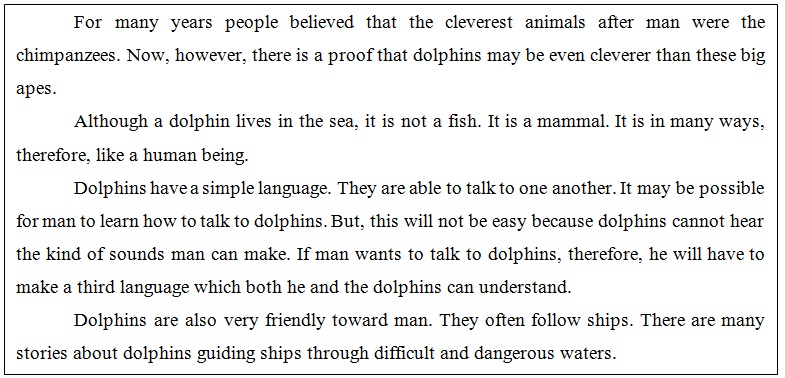 For many years people believed that the cleverest animals after man were the
chimpanzees. Now, however, there is a proof that dolphins may be even cleverer than these big
apes.
Although a dolphin lives in the sea, it is not a fish. It is a mammal. It is in many ways,
therefore, like a human being.
Dolphins have a simple language. They are able to talk to one another. It may be possible
for man to learn how to talk to dolphins. But, this will not be easy because dolphins cannot hear
the kind of sounds man can make. If man wants to talk to dolphins, therefore, he will have to
make a third language which both he and the dolphins can understand.
Dolphins are also very friendly toward man. They often follow ships. There are many
stories about dolphins guiding ships through difficult and dangerous waters.